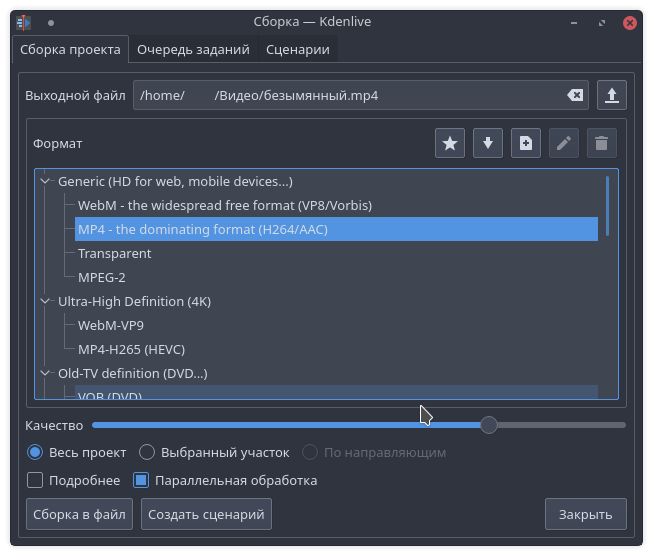 Сборка — Kdenlive
Сборка проекта Очередь заданий Сценарии
Выходной файл /home/ /Видео/безымянный.mp4
Формат
Generic (HD for web, mobile devices...)
WebM - the widespread free format (VP8/Vorbis)
MP4 - the dominating format (H264/AAC)
Transparent
MPEG-2
Ultra-High Definition (4K)
WebM-VP9
MP4-H265 (HEVC)
Old-TV definition (DVD...)
VOB (DVD)
Качество
Весь проект Выбранный участок По направляющим
Подробнее Параллельная обработка
Сборка в файл Создать сценарий Закрыть